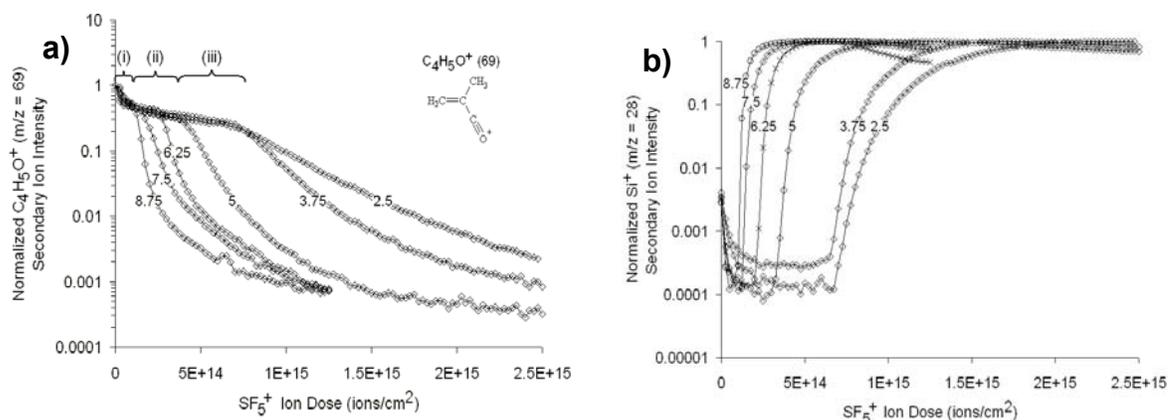 a)
Normalized C4H5O+ (m/z = 69)
Secondary Ion Intensity
10
1
0.1
0.01
0.001
0.0001
(i)
(ii)
(iii)
C4H5O+ (69)
CH3
H2C
C
O
+
6.25
7.5
8.75
5
3.75
2.5
0
5E+14
1E+15
1.5E+15
2E+15
2.5E+15
SF5+ Ion Dose (ions/cm2)
b)
Normalized Si+ (m/z = 28)
Secondary Ion Intensity
1
0.1
0.01
0.001
0.0001
0.00001
8.75
7.5
6.25
5
3.75
2.5
0
5E+14
1E+15
1.5E+15
2E+15
2.5E+15
SF5+ Ion Dose (ions/cm2)